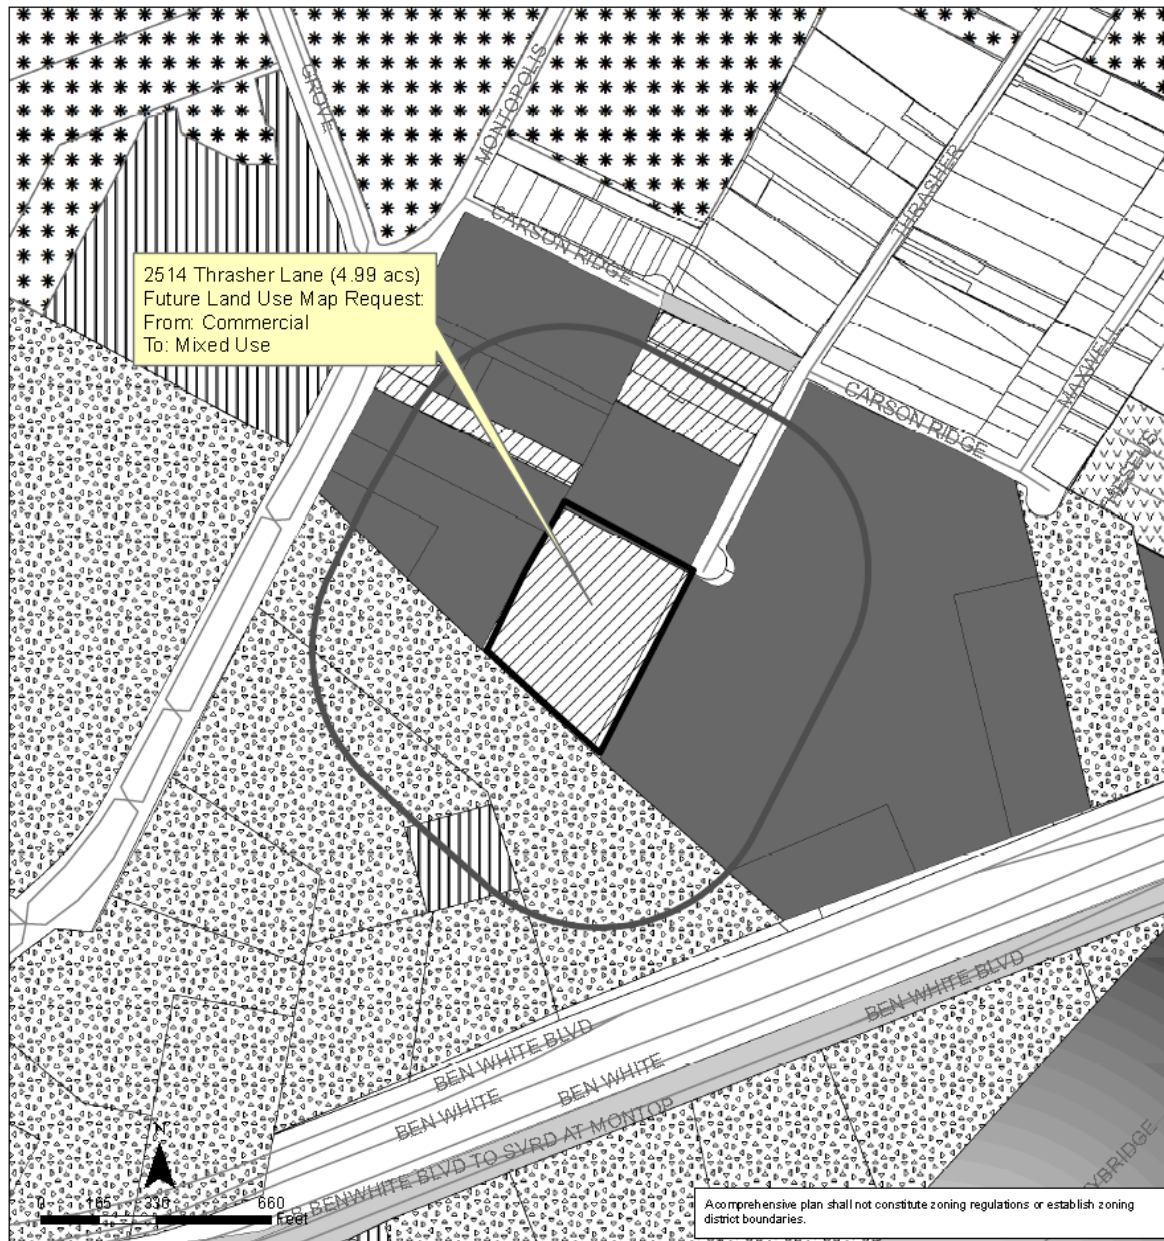 GROVE
MONTOPOLIS
THRASHER
CARSON RIDGE
2514 Thrasher Lane (4.99 acs)
Future Land Use Map Request:
From: Commercial
To: Mixed Use
MAXWELL
CARSON RIDGE
BEN WHITE BLVD
BEN WHITE BLVD
BEN WHITE
BEN WHITE
BENWHITE BLVD TO SVRD AT MONTOP
N
0 165 330 660
Feet
A comprehensive plan shall not constitute zoning regulations or establish zoning
district boundaries.